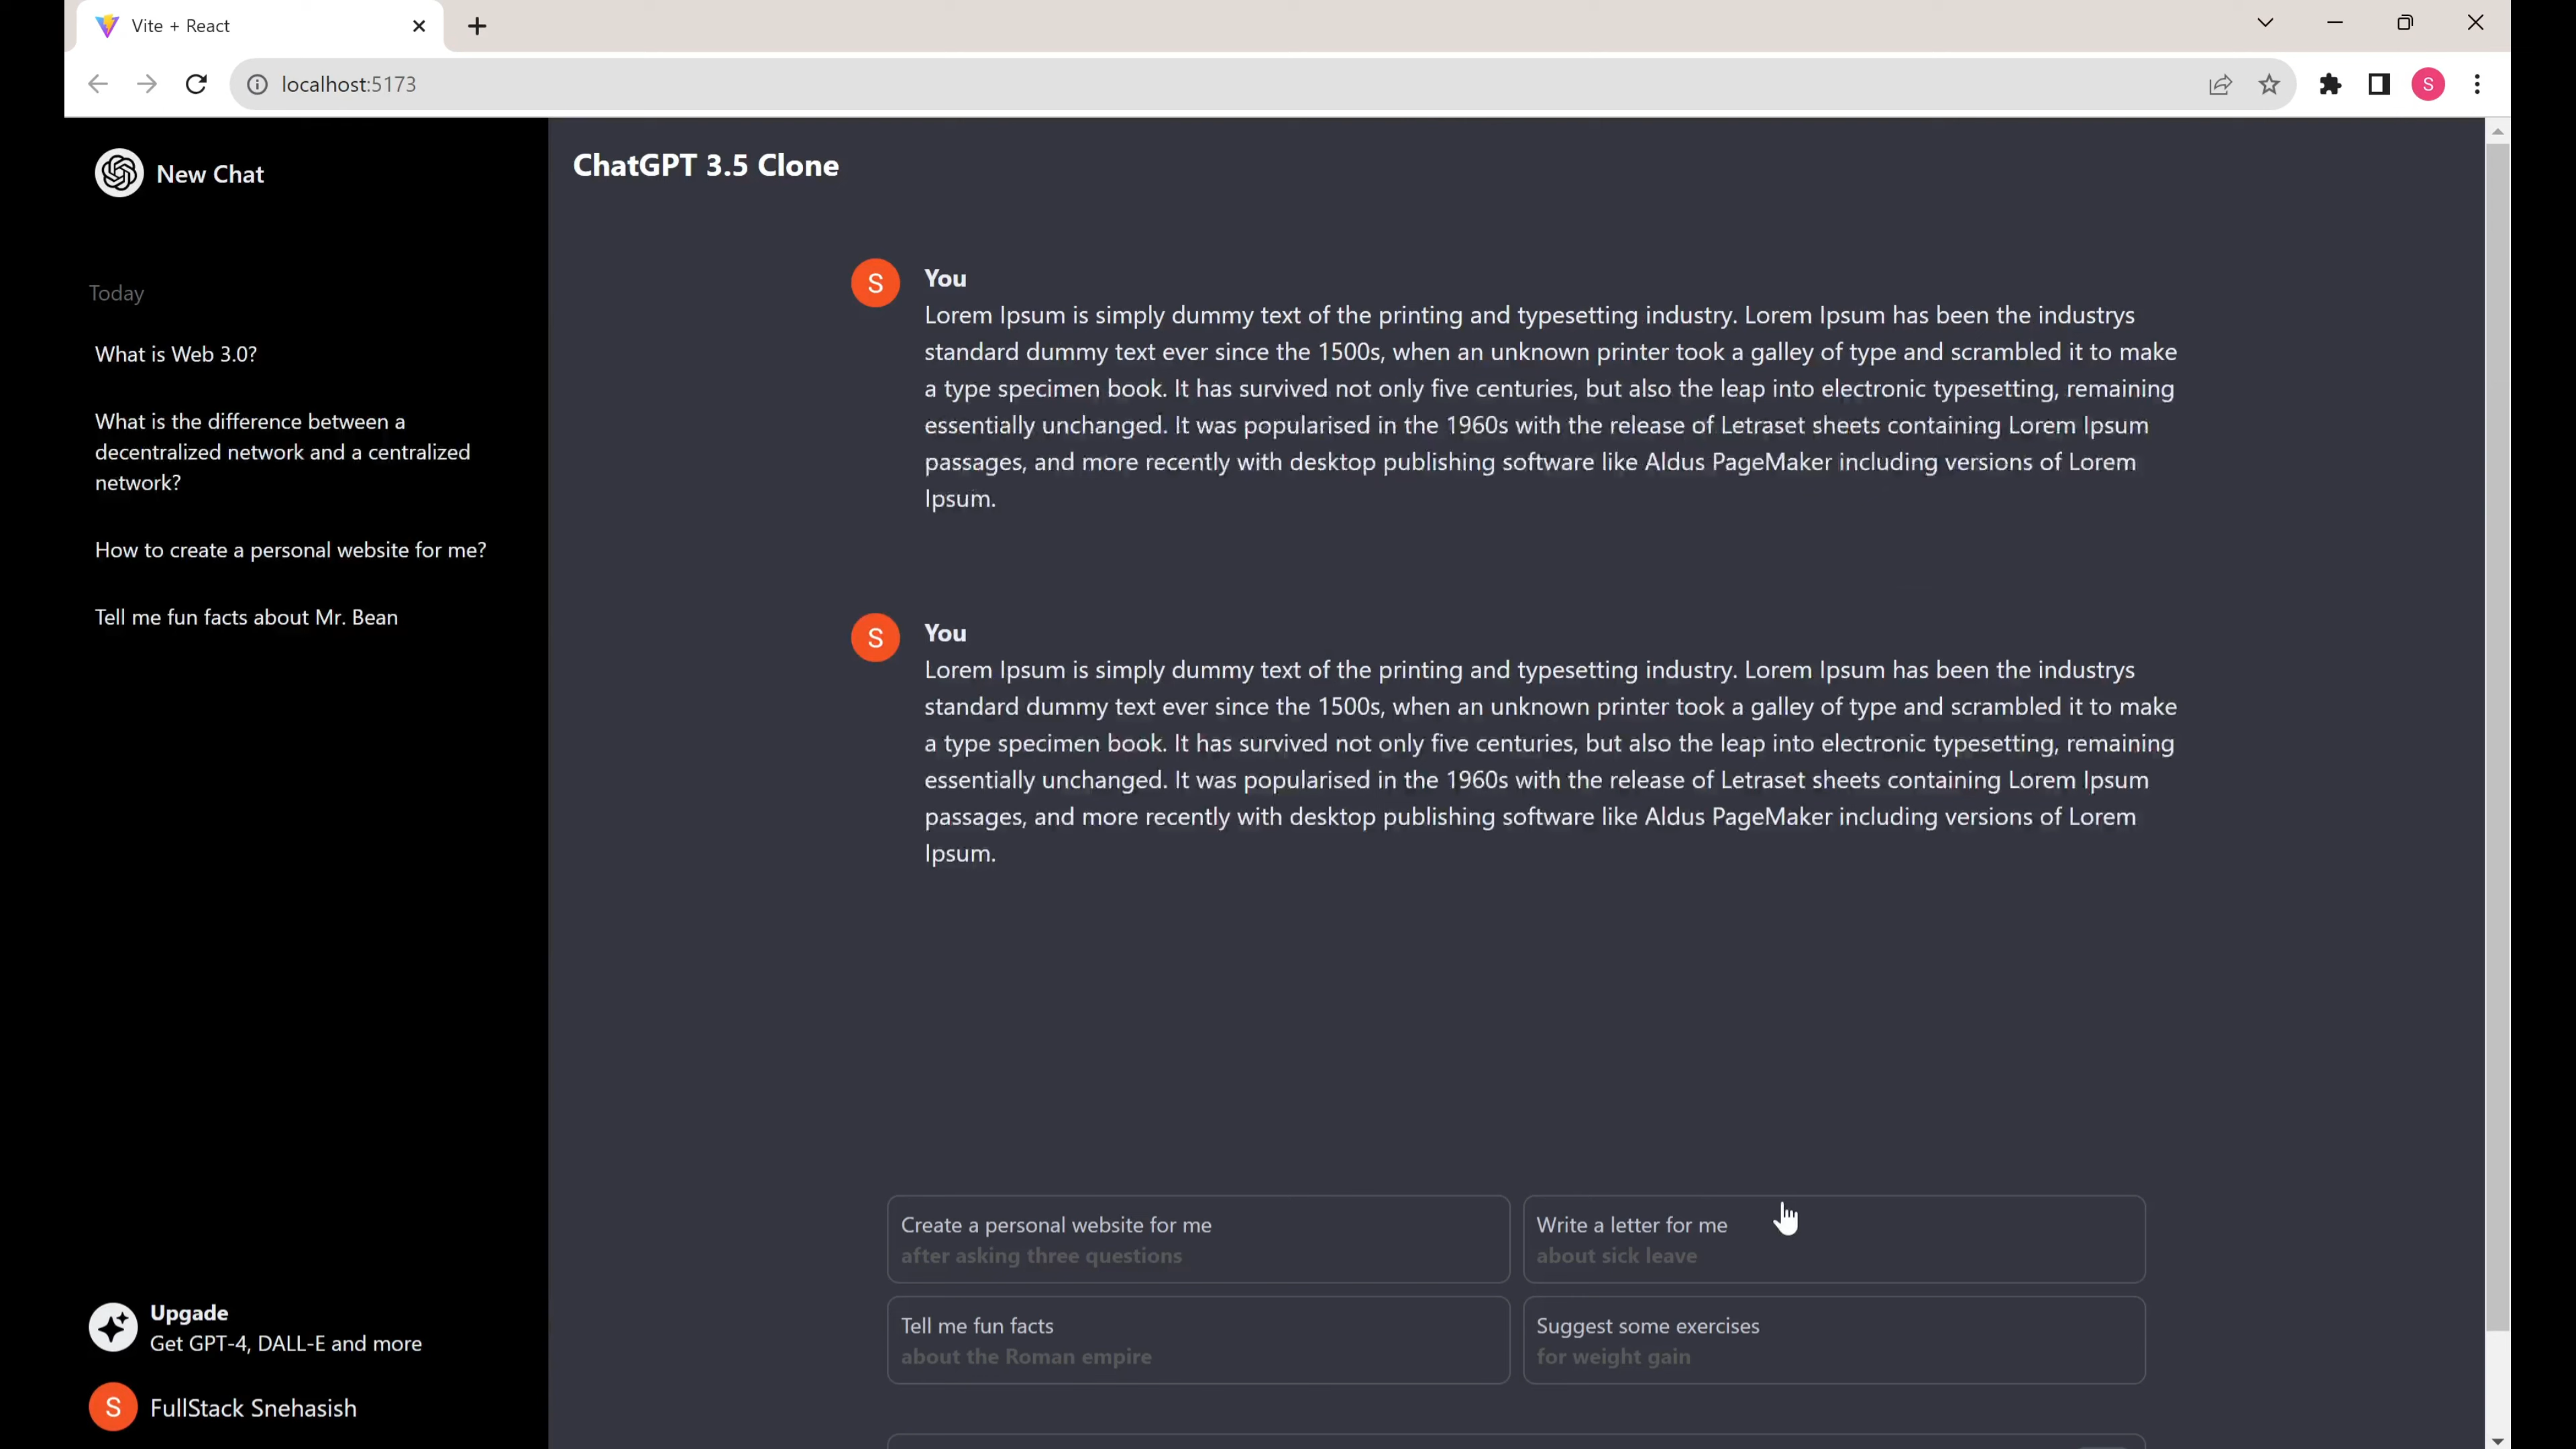 Vite + React
localhost:5173
S
New Chat
Today
What is Web 3.0?
What is the difference between a
decentralized network and a centralized
network?
How to create a personal website for me?
Tell me fun facts about Mr. Bean
Upgade
Get GPT-4, DALL-E and more
S
FullStack Snehasish
ChatGPT 3.5 Clone
S
You
Lorem Ipsum is simply dummy text of the printing and typesetting industry. Lorem Ipsum has been the industrys
standard dummy text ever since the 1500s, when an unknown printer took a galley of type and scrambled it to make
a type specimen book. It has survived not only five centuries, but also the leap into electronic typesetting, remaining
essentially unchanged. It was popularised in the 1960s with the release of Letraset sheets containing Lorem Ipsum
passages, and more recently with desktop publishing software like Aldus PageMaker including versions of Lorem
Ipsum.
S
You
Lorem Ipsum is simply dummy text of the printing and typesetting industry. Lorem Ipsum has been the industrys
standard dummy text ever since the 1500s, when an unknown printer took a galley of type and scrambled it to make
a type specimen book. It has survived not only five centuries, but also the leap into electronic typesetting, remaining
essentially unchanged. It was popularised in the 1960s with the release of Letraset sheets containing Lorem Ipsum
passages, and more recently with desktop publishing software like Aldus PageMaker including versions of Lorem
Ipsum.
Create a personal website for me
after asking three questions
Write a letter for me
about sick leave
Tell me fun facts
about the Roman empire
Suggest some exercises
for weight gain